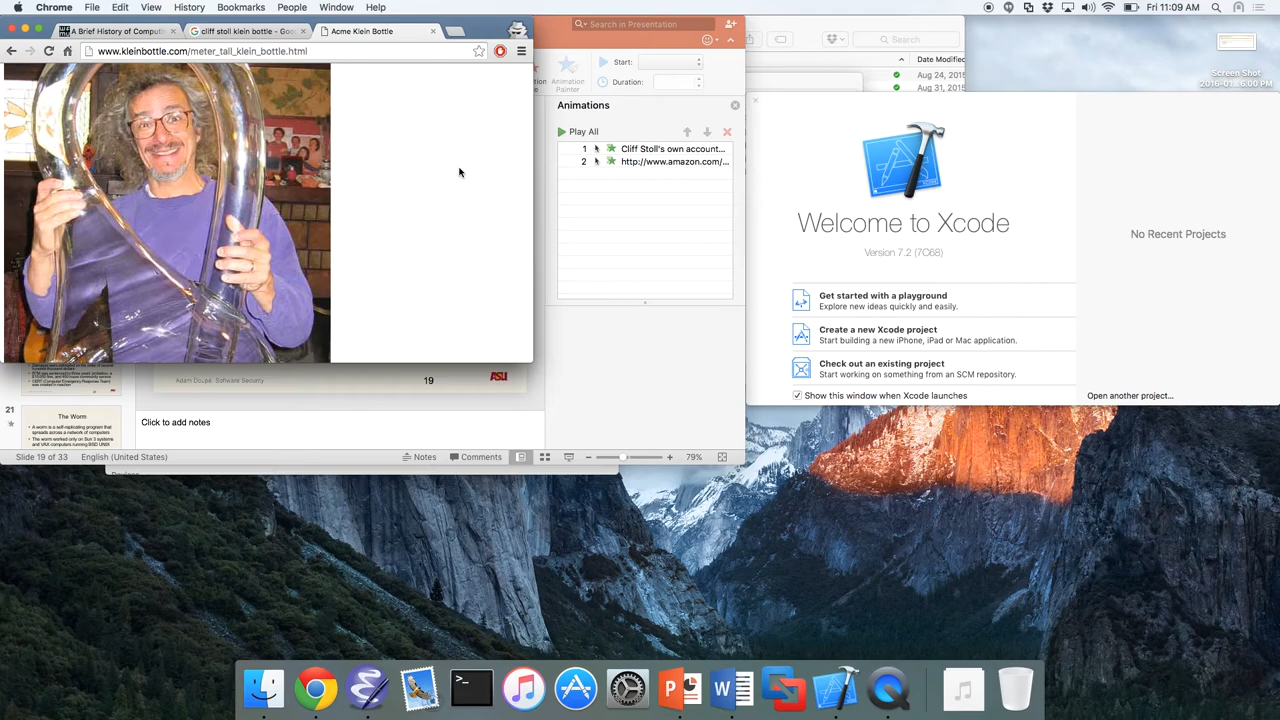 Chrome File Edit View History Bookmarks People Window Help
Fri 11:09 AM
A Brief History of Compute
cliff stoll klein bottle - Goo
Acme Klein Bottle
www.kleinbottle.com/meter_tall_klein_bottle.html
Search in Presentation
Start:
Animation
Painter
Duration:
Animations
Play All
1 Cliff Stoll's own account...
2 http://www.amazon.com/...
Search
Date Modified
Aug 24, 2015
Aug 31, 2015
Screen Shot
Welcome to Xcode
Version 7.2 (7C68)
No Recent Projects
Get started with a playground
Explore new ideas quickly and easily.
Create a new Xcode project
Start building a new iPhone, iPad or Mac application.
Check out an existing project
Start working on something from an SCM repository.
Show this window when Xcode launches
Open another project...
Adam Doupé, Software Security
19
ASU
21
The Worm
A worm is a self-replicating program that
spreads across a network of computers
The worm worked only on Sun 3 systems
and VAX computers running BSD UNIX
Click to add notes
Slide 19 of 33 English (United States)
Notes Comments
79%